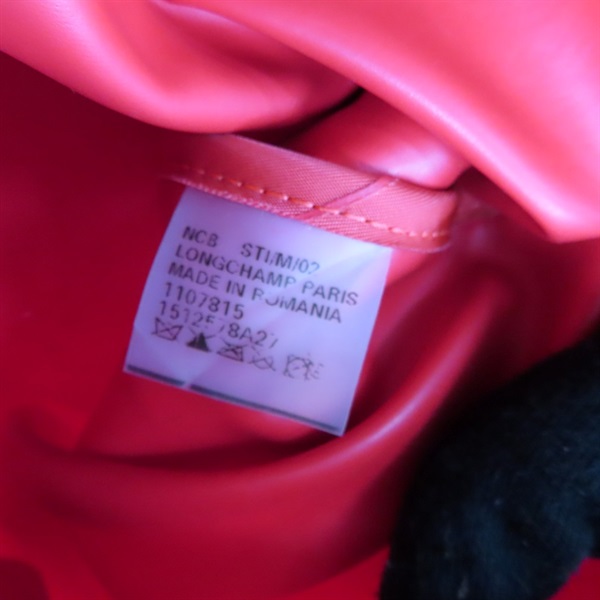 NCB STI/M/02
LONGCHAMP PARIS
MADE IN ROMANIA
1107815